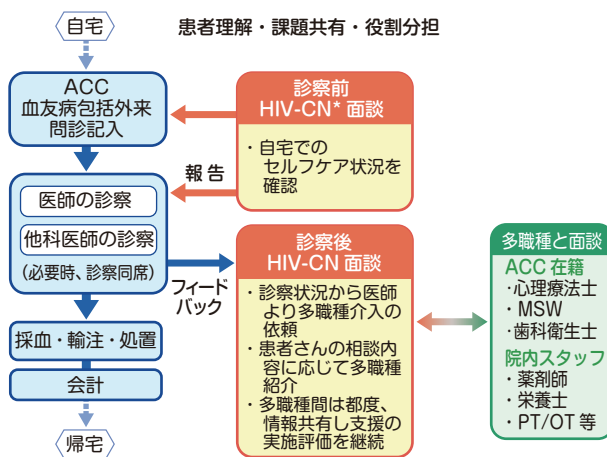 自宅
患者理解・課題共有・役割分担
ACC
血友病包括外来
問診記入
診察前
HIV-CN* 面談
・自宅での
セルフケア状況を
確認
報告
医師の診察
他科医師の診察
(必要時、診察同席)
フィード
バック
診察後
HIV-CN 面談
・診察状況から医師
より多職種介入の
依頼
・患者さんの相談内
容に応じて多職種
紹介
・多職種間は都度、
情報共有し支援の
実施評価を継続
多職種と面談
ACC 在籍
・心理療法士
・MSW
・歯科衛生士
院内スタッフ
・薬剤師
・栄養士
・PT/OT 等
採血・輸注・処置
会計
帰宅